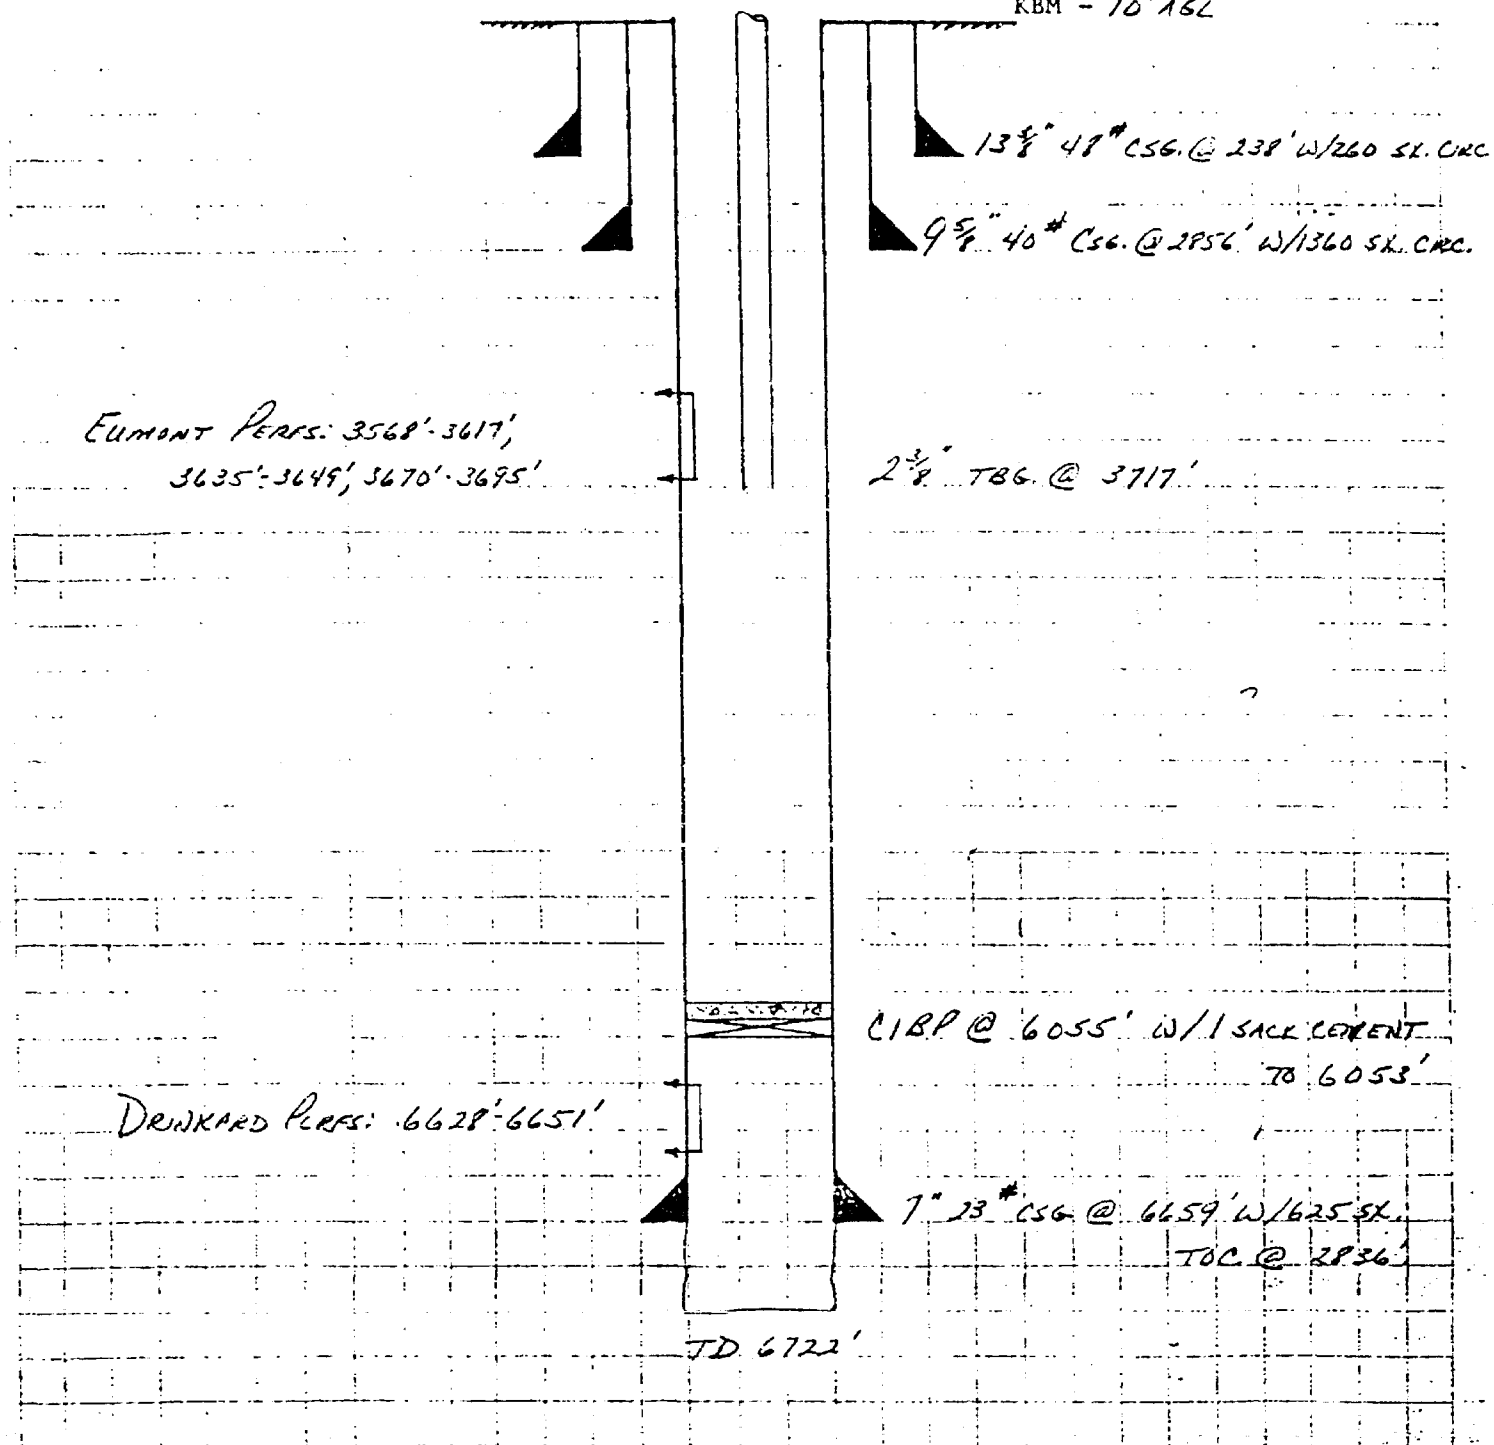 KBM - 10' AGL
13 3/8" 48# CSG. @ 238' W/260 SX. CIRC
9 5/8" 40# CSG. @ 2856' W/1360 SX. CIRC.
EUMONT PERFS: 3568'-3617',
3635'-3649', 3670'-3695'
2 3/8" TBG. @ 3717'
CIBP @ 6055' W/1 SACK CEMENT
TO 6053'
DRINKARD PERFS: 6628'-6651'
7" 23# CSG @ 6659' W/625 SX.
TOC @ 2836'
TD 6722'